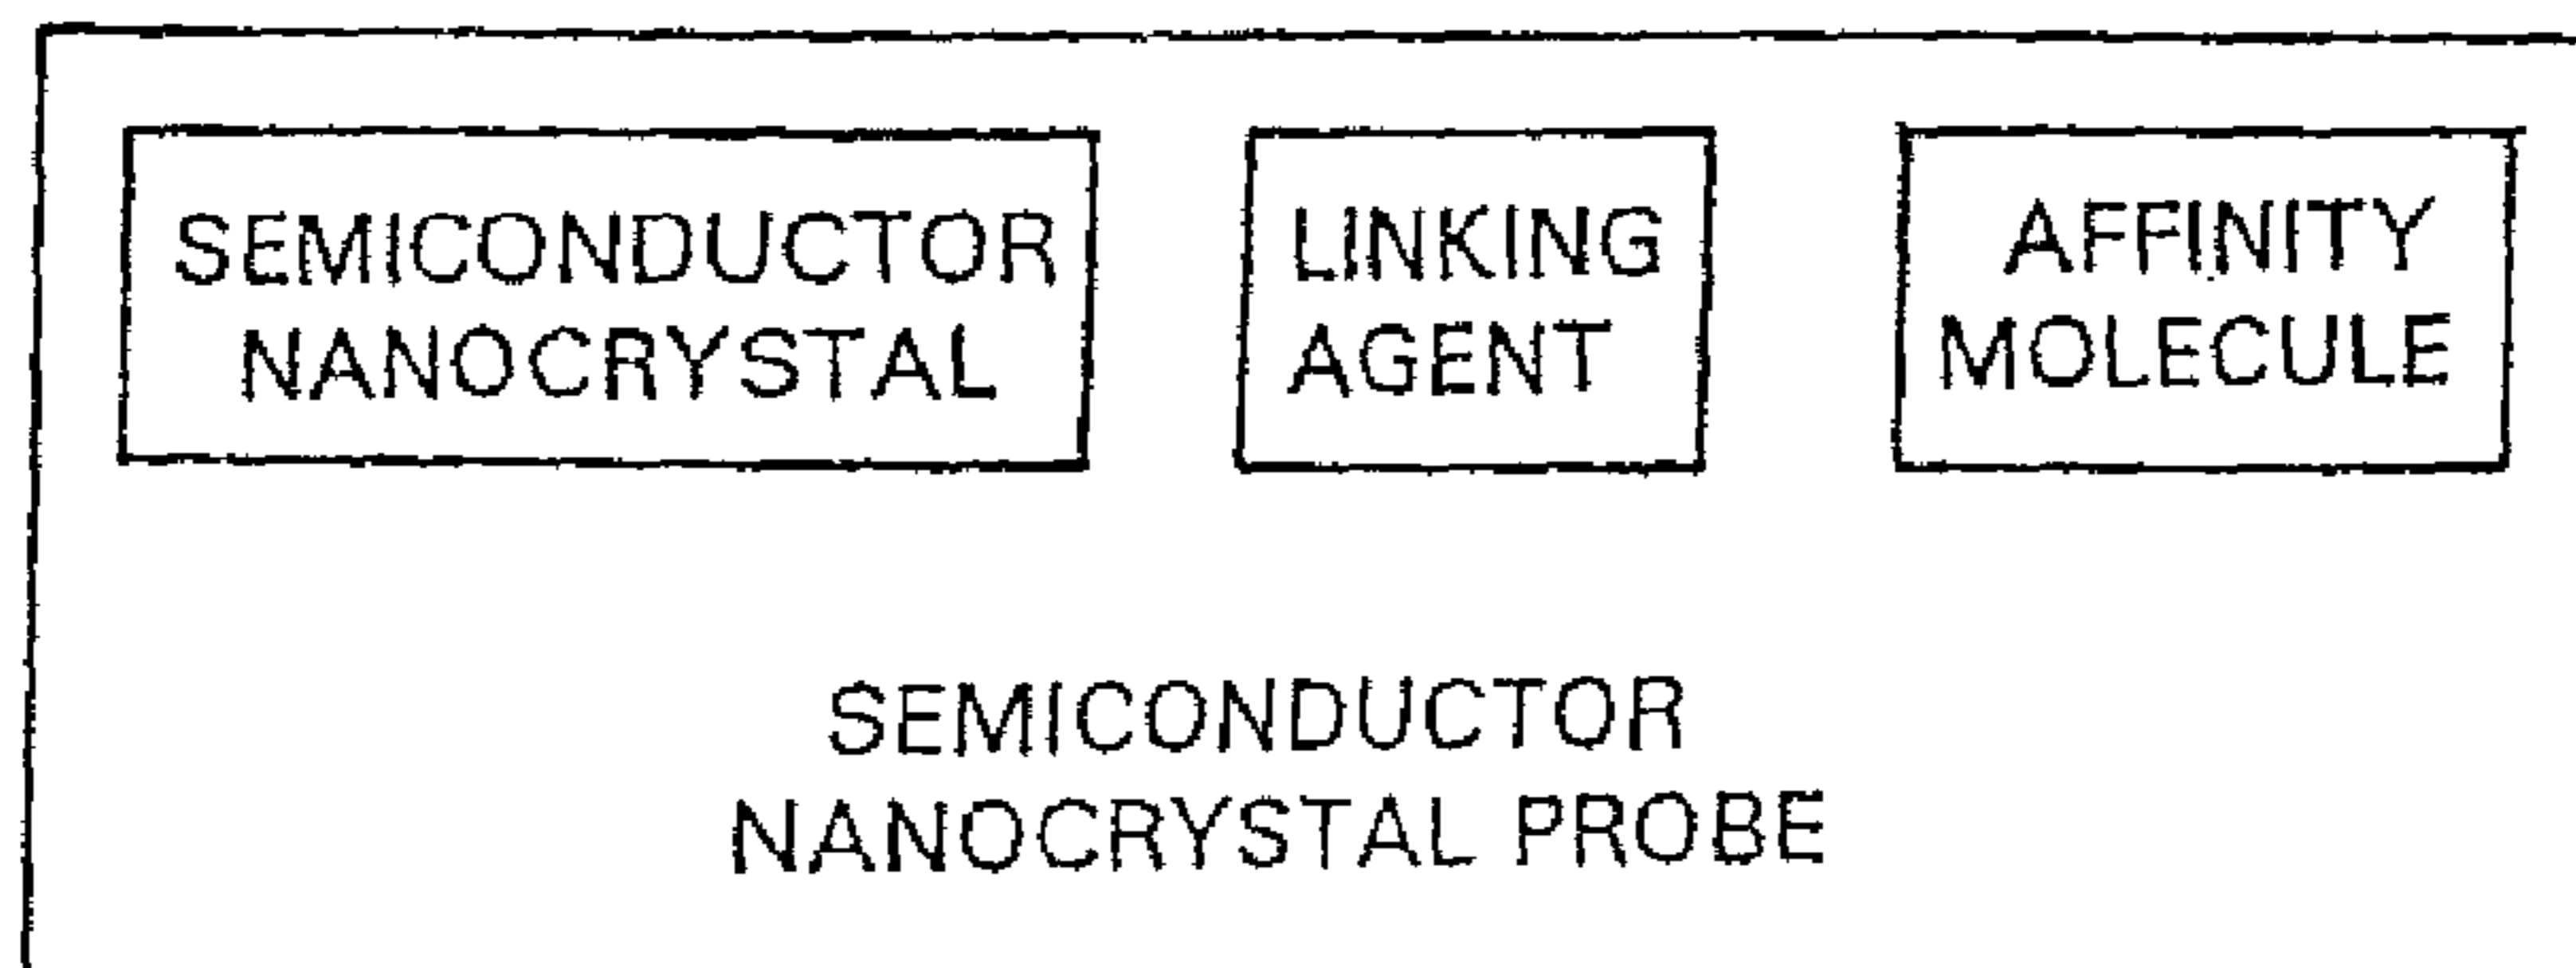 SEMICONDUCTOR
NANOCRYSTAL
LINKING
AGENT
AFFINITY
MOLECULE
SEMICONDUCTOR
NANOCRYSTAL PROBE